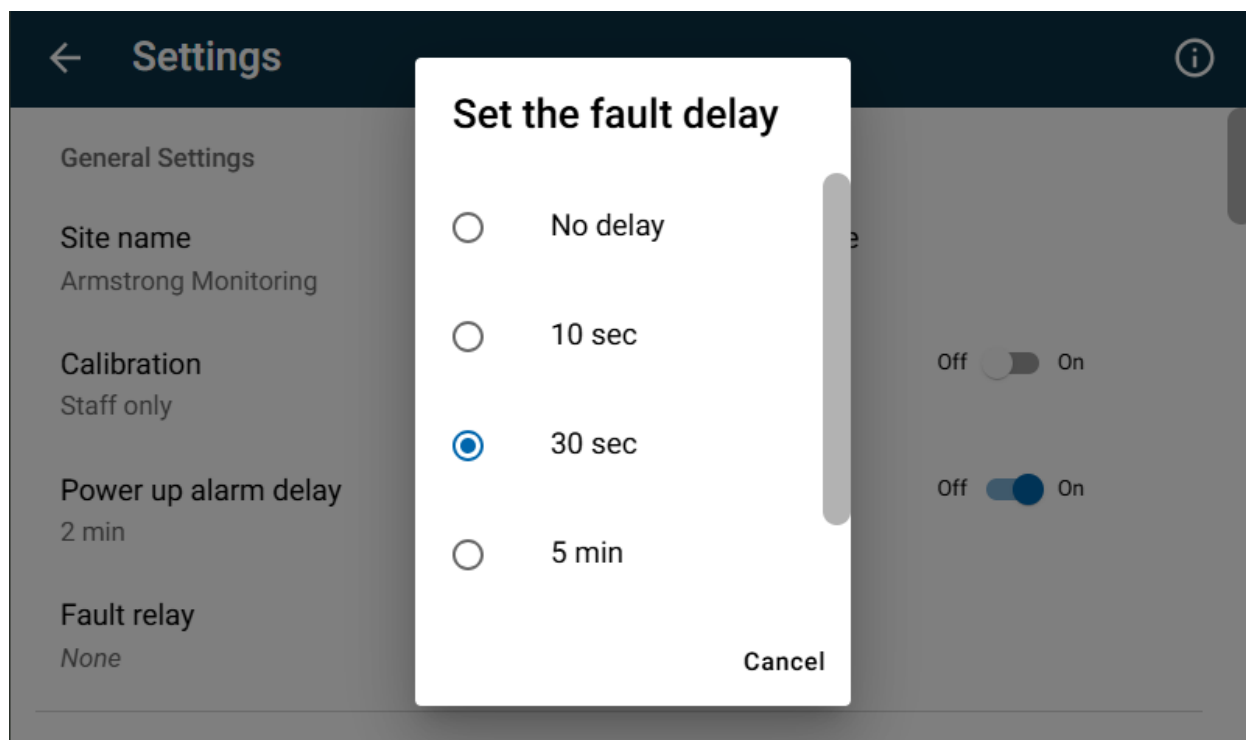 Settings
General Settings
Site name
Armstrong Monitoring
Calibration
Staff only
Off On
Power up alarm delay
2 min
Off On
Fault relay
None
Set the fault delay
No delay
10 sec
30 sec
5 min
Cancel